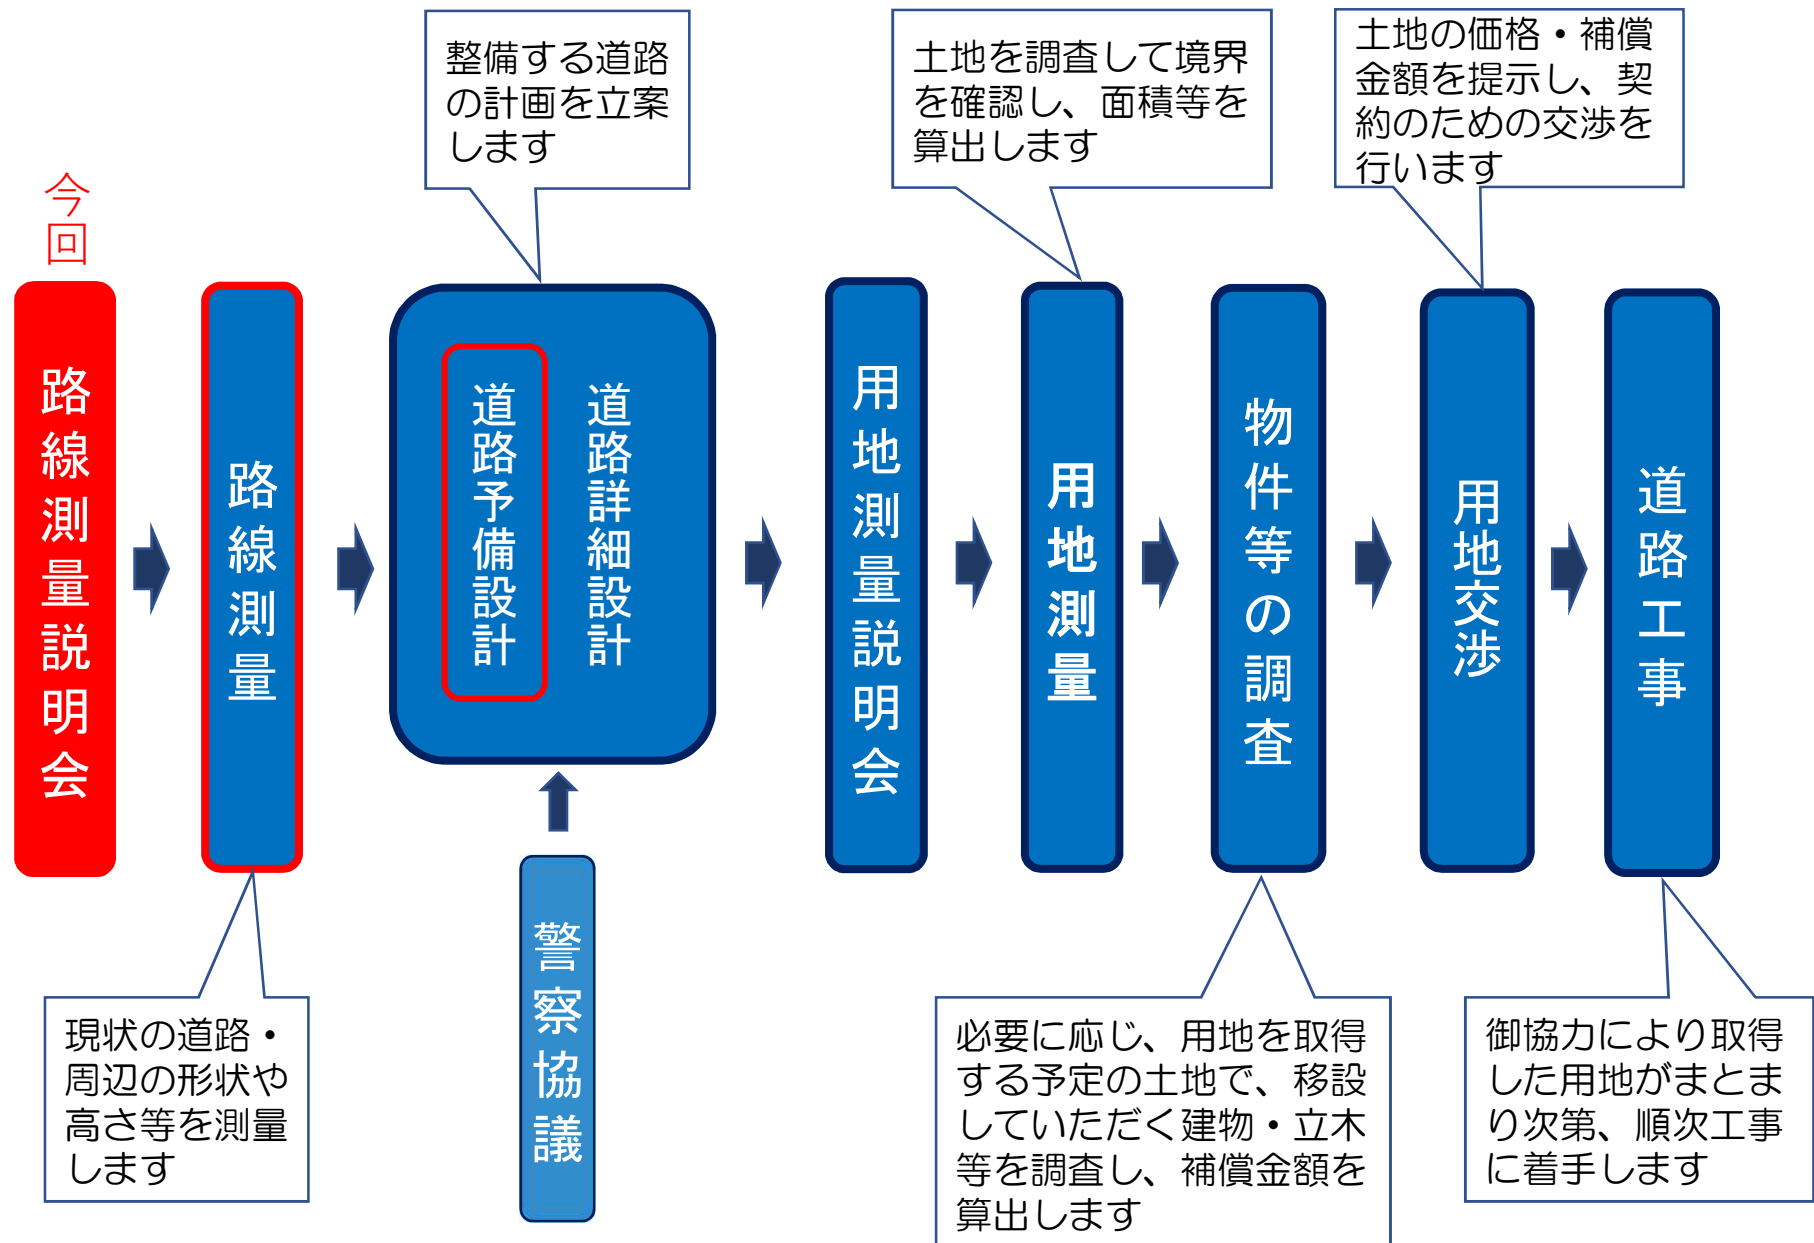 整備する道路
の計画を立案
します
土地を調査して境界
を確認し、面積等を
算出します
土地の価格・補償
金額を提示し、契
約のための交渉を
行います
今回
路線測量説明会
路線測量
道路予備設計
道路詳細設計
用地測量説明会
用地測量
物件等の調査
用地交渉
道路工事
警察協議
現状の道路・
周辺の形状や
高さ等を測量
します
必要に応じ、用地を取得
する予定の土地で、移設
していただく建物・立木
等を調査し、補償金額を
算出します
御協力により取得
した用地がまとま
り次第、順次工事
に着手します